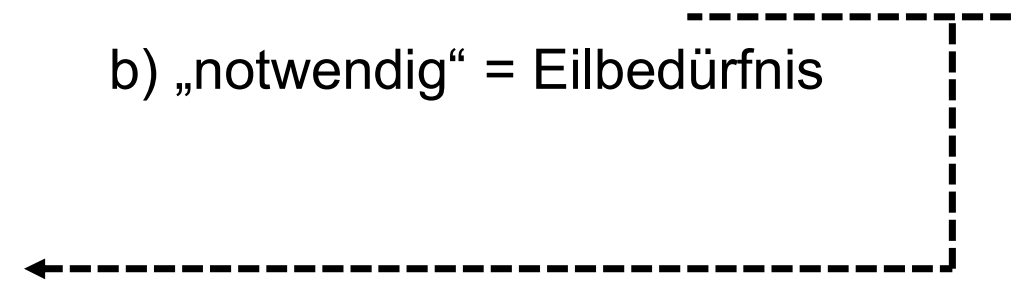 b) „notwendig“ = Eilbedürfnis